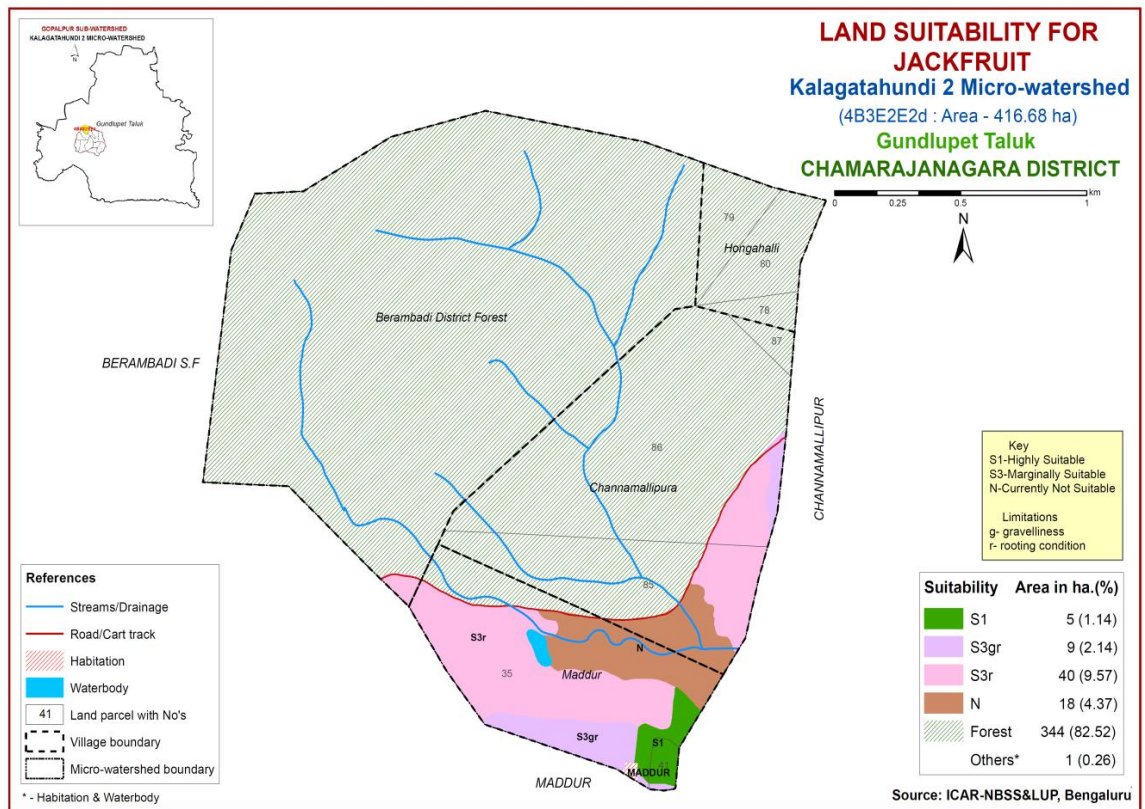 GOPALPUR SUB-WATERSHED
KALAGATAHUNDI 2 MICRO-WATERSHED
N
Gundlupet Taluk
LAND SUITABILITY FOR
JACKFRUIT
Kalagatahundi 2 Micro-watershed
(4B3E2E2d : Area - 416.68 ha)
Gundlupet Taluk
CHAMARAJANAGARA DISTRICT
km
0 0.25 0.5 1
N
79
Hongahalli
60
78
87
Berambadi District Forest
BERAMBADI S.F
CHANNAMALLIPUR
86
Channamallipura
85
S3r
N
35
Maddur
S3gr
S1
41
MADDUR
MADDUR
Key
S1-Highly Suitable
S3-Marginally Suitable
N-Currently Not Suitable
Limitations
g- gravelliness
r- rooting condition
References
Streams/Drainage
Road/Cart track
Habitation
Waterbody
41 Land parcel with No's
Village boundary
Micro-watershed boundary
* - Habitation & Waterbody
Suitability Area in ha.(%)
S1 5 (1.14)
S3gr 9 (2.14)
S3r 40 (9.57)
N 18 (4.37)
Forest 344 (82.52)
Others* 1 (0.26)
Source: ICAR-NBSS&LUP, Bengaluru